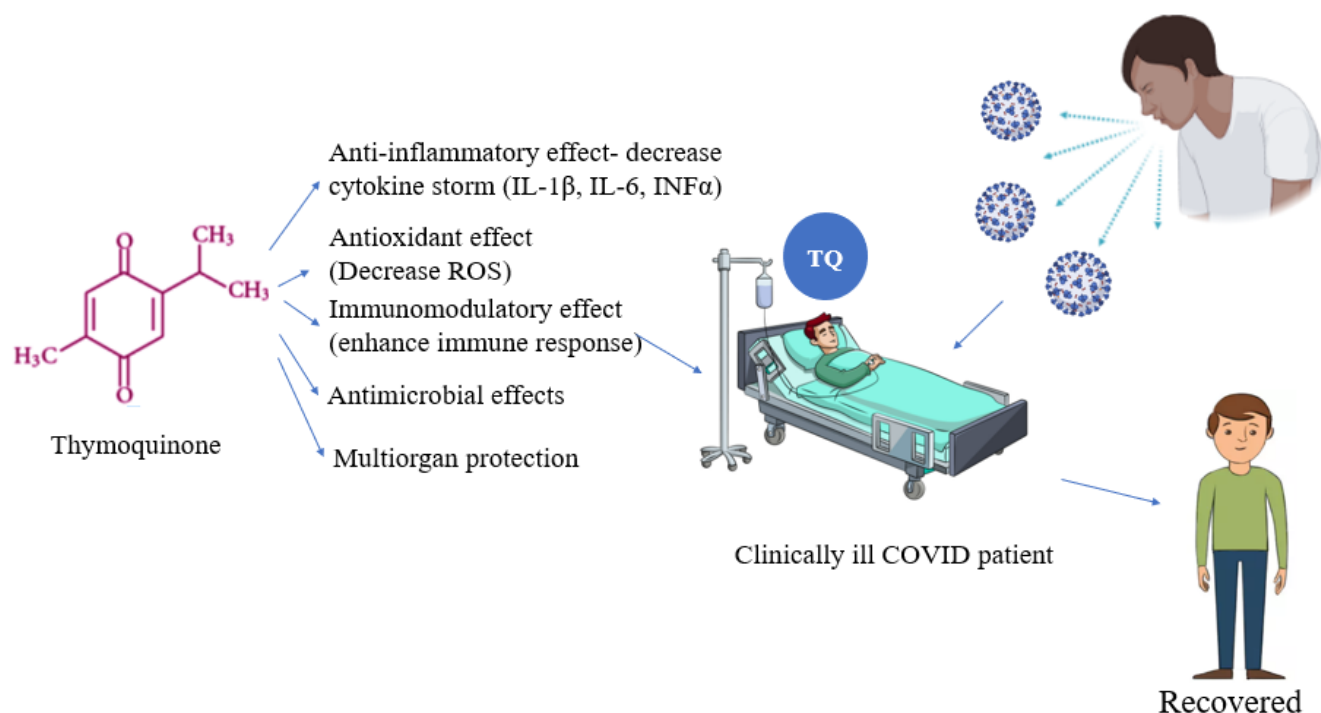 Anti-inflammatory effect- decrease
cytokine storm (IL-1β, IL-6, INFα)
Antioxidant effect
(Decrease ROS)
Immunomodulatory effect
(enhance immune response)
Antimicrobial effects
Multiorgan protection
O
CH₃
CH₃
H₃C
O
Thymoquinone
TQ
Clinically ill COVID patient
Recovered